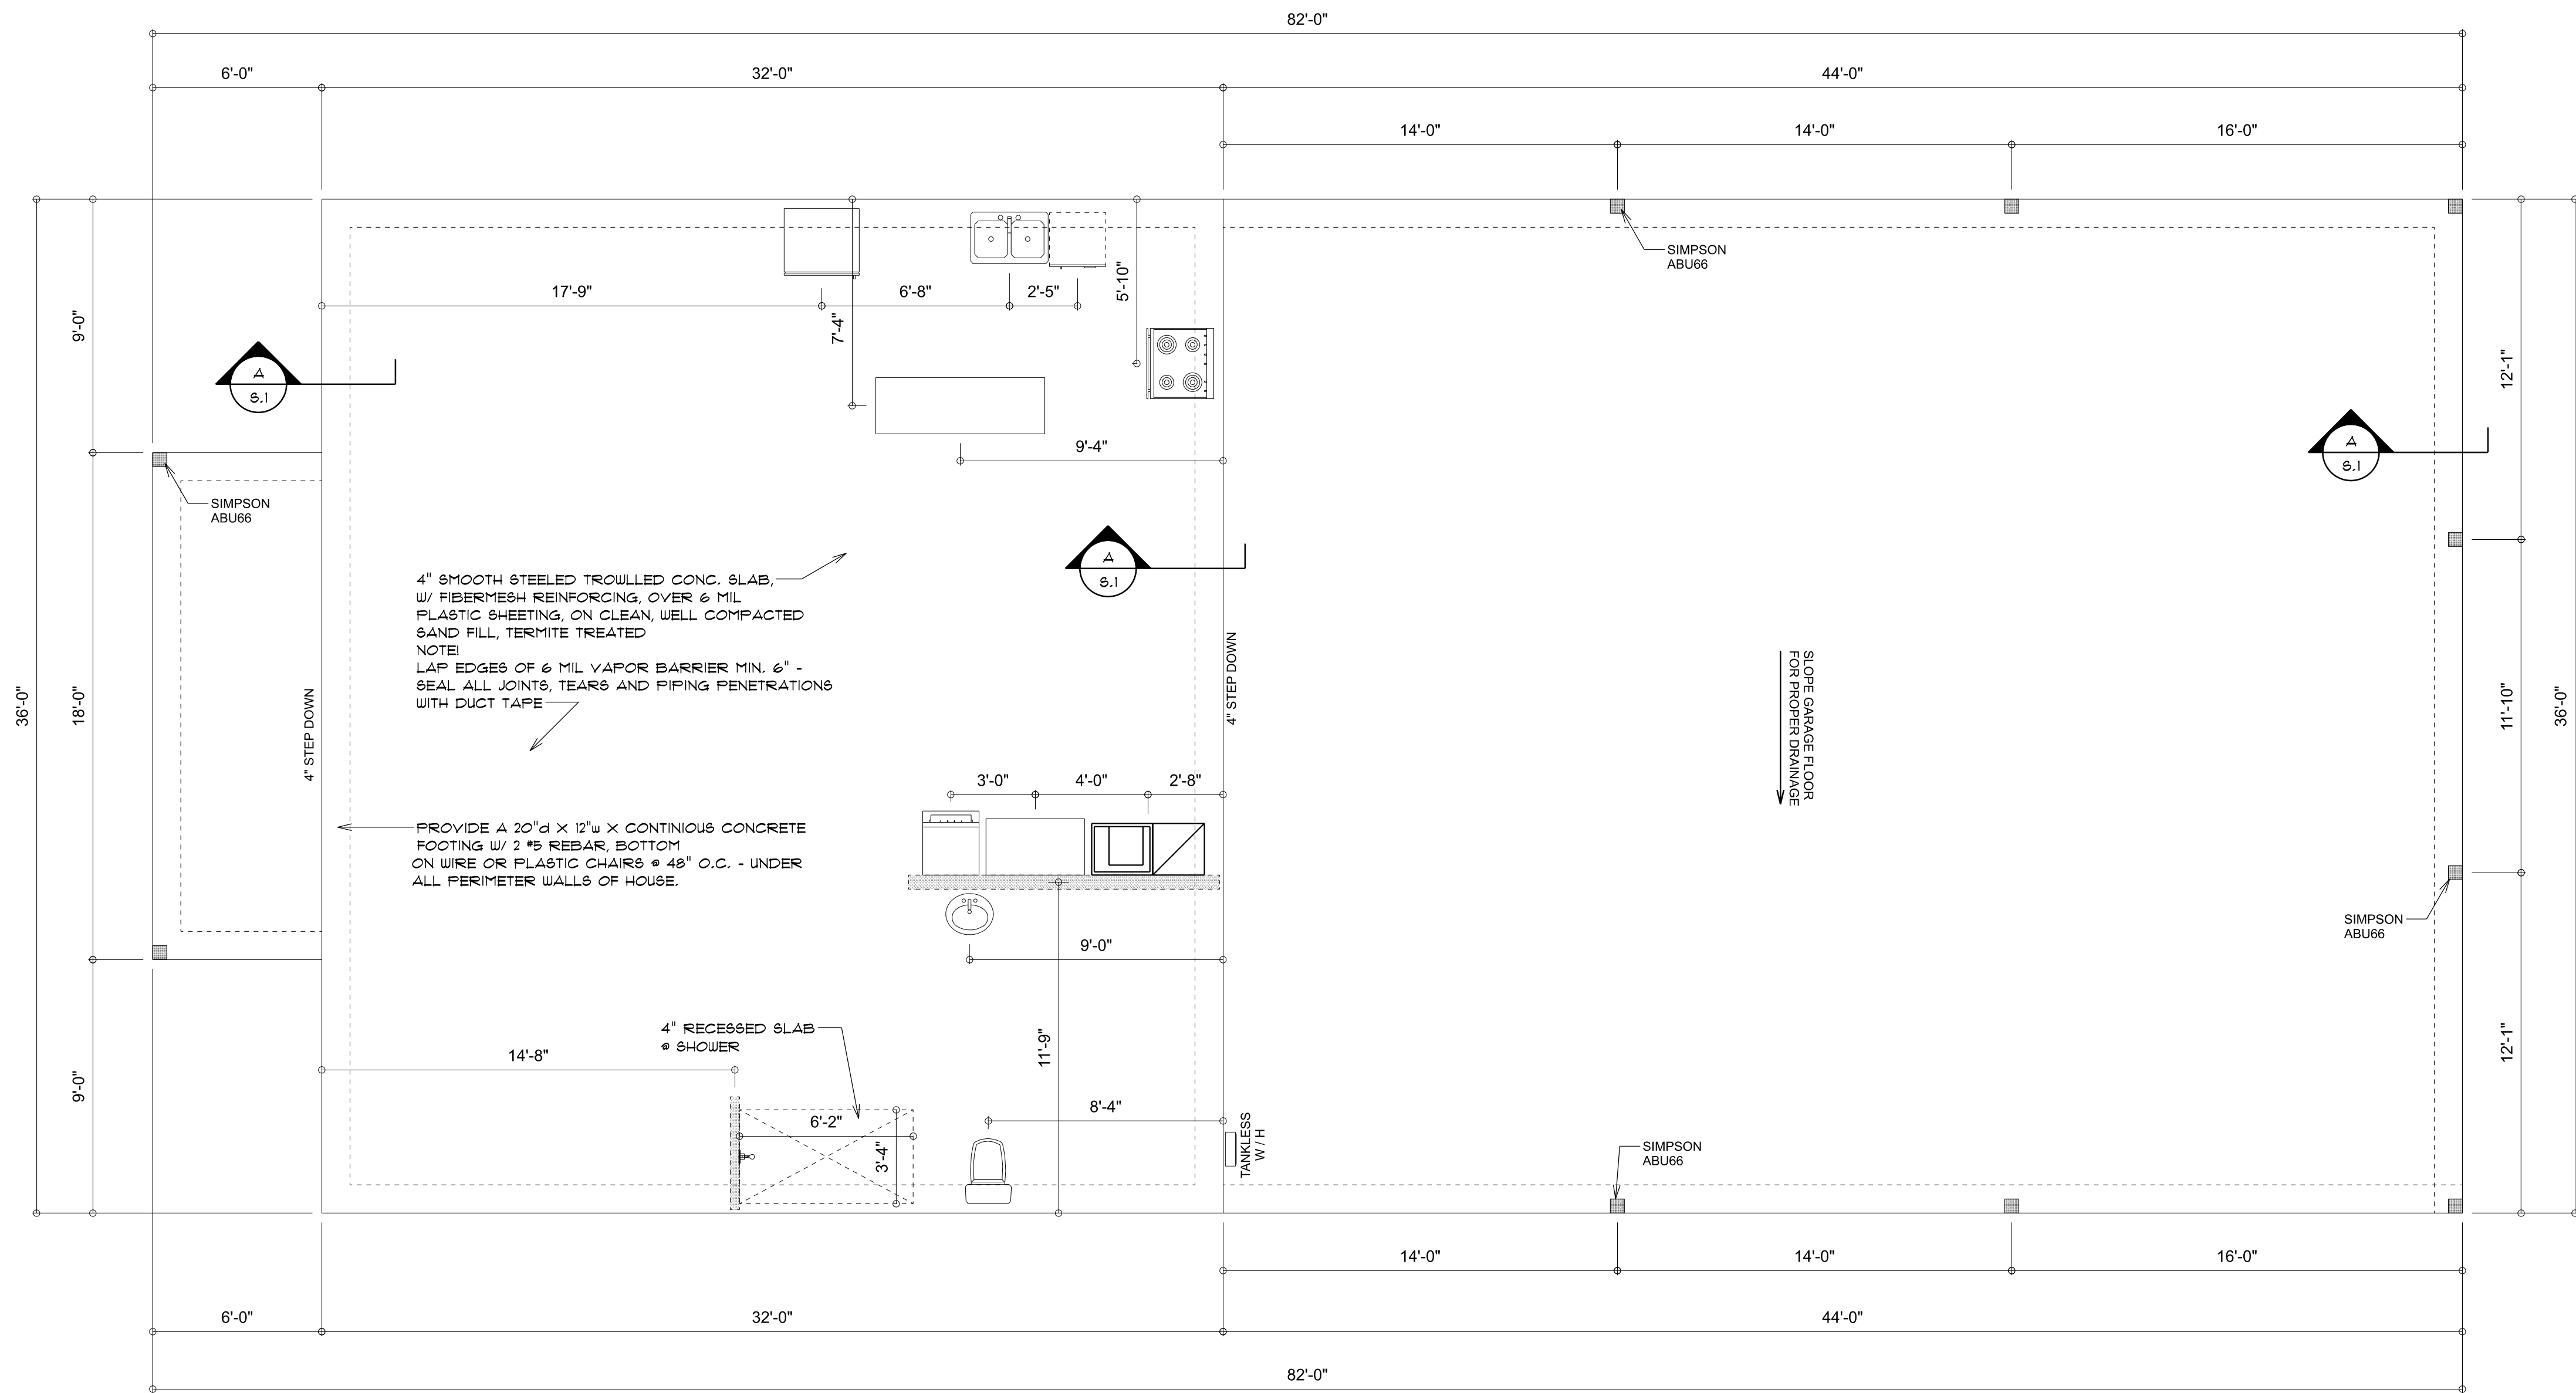 82'-0"
6'-0"
32'-0"
44'-0"
14'-0"
14'-0"
16'-0"
SIMPSON
ABU66
17'-9"
6'-8"
2'-5"
5'-10"
7'-4"
9'-0"
A
S.1
12'-1"
A
S.1
9'-4"
SIMPSON
ABU66
A
S.1
4" SMOOTH STEELED TROWLLED CONC. SLAB,
W/ FIBERMESH REINFORCING, OVER 6 MIL
PLASTIC SHEETING, ON CLEAN, WELL COMPACTED
SAND FILL, TERMITE TREATED
NOTE!
LAP EDGES OF 6 MIL VAPOR BARRIER MIN. 6" -
SEAL ALL JOINTS, TEARS AND PIPING PENETRATIONS
WITH DUCT TAPE
36'-0"
18'-0"
4" STEP DOWN
4" STEP DOWN
SLOPE GARAGE FLOOR
FOR PROPER DRAINAGE
11'-10"
36'-0"
3'-0"
4'-0"
2'-8"
PROVIDE A 20"d X 12"w X CONTINIOUS CONCRETE
FOOTING W/ 2 #5 REBAR, BOTTOM
ON WIRE OR PLASTIC CHAIRS @ 48" O.C. - UNDER
ALL PERIMETER WALLS OF HOUSE.
SIMPSON
ABU66
9'-0"
4" RECESSED SLAB
@ SHOWER
14'-8"
11'-9"
9'-0"
12'-1"
8'-4"
6'-2"
3'-4"
TANKLESS
W / H
SIMPSON
ABU66
14'-0"
14'-0"
16'-0"
6'-0"
32'-0"
44'-0"
82'-0"